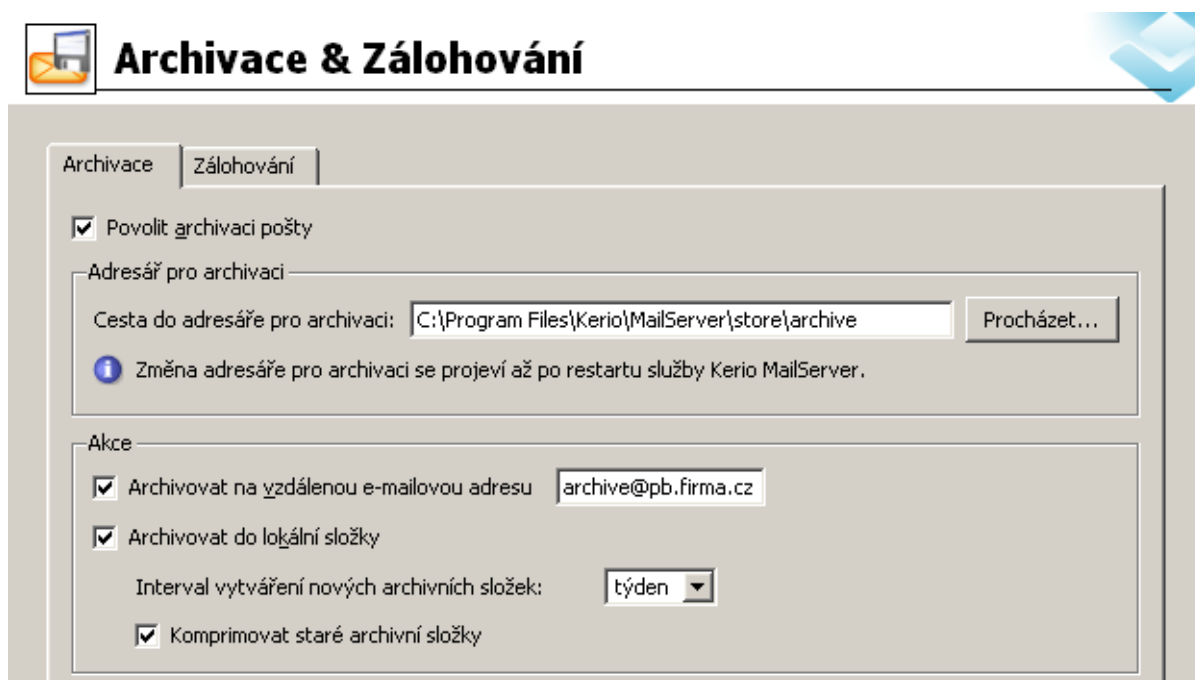 Archivace & Zálohování
Archivace Zálohování
Povolit archivaci pošty
Adresář pro archivaci
Cesta do adresáře pro archivaci: C:\Program Files\Kerio\MailServer\store\archive Procházet...
Změna adresáře pro archivaci se projeví až po restartu služby Kerio MailServer.
Akce
Archivovat na vzdálenou e-mailovou adresu archive@pb.firma.cz
Archivovat do lokální složky
Interval vytváření nových archivních složek: týden
Komprimovat staré archivní složky